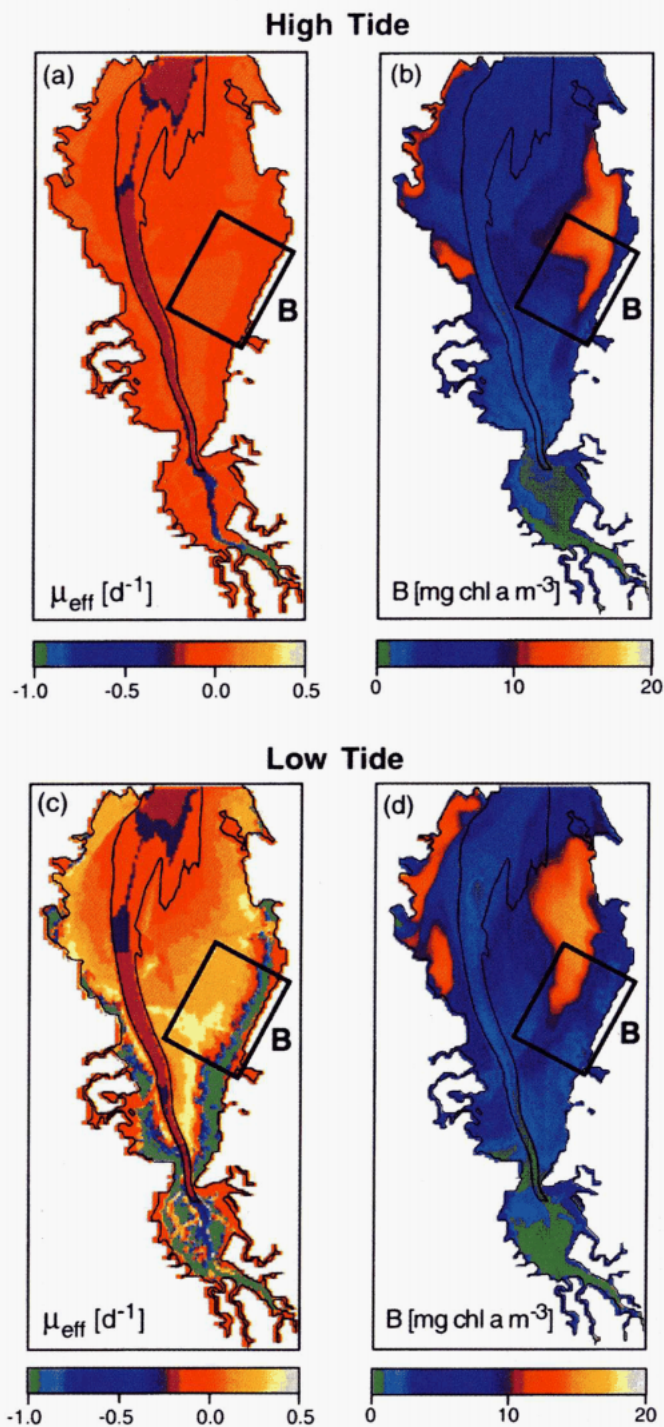 High Tide
(a)
(b)
B
B
μeff [d-1]
B [mg chl a m-3]
-1.0 -0.5 0.0 0.5
0 10 20
Low Tide
(c)
(d)
B
B
μeff [d-1]
B [mg chl a m-3]
-1.0 -0.5 0.0 0.5
0 10 20